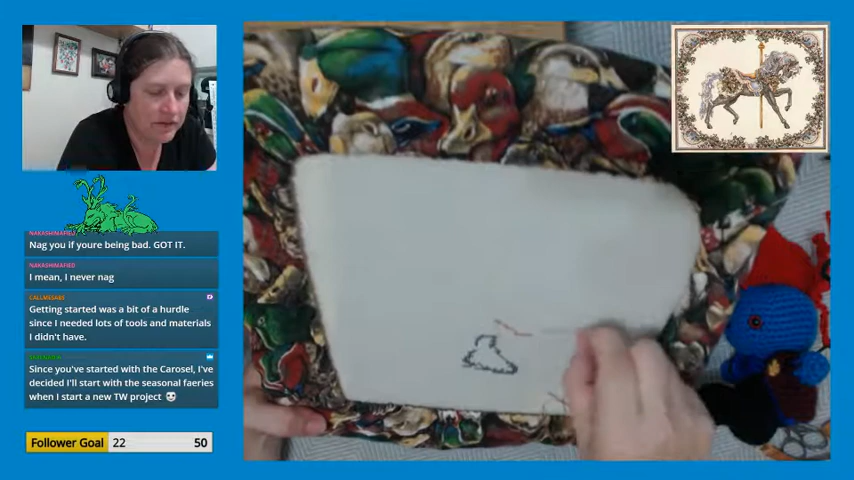 Nag you if youre being bad. GOT IT.
NAKASHIMAFIED
I mean, I never nag
Getting started was a bit of a hurdle
since I needed lots of tools and materials
I didn't have.
Since you've started with the Carosel, I've
decided I'll start with the seasonal faeries
when I start a new TW project
Follower Goal 22 50